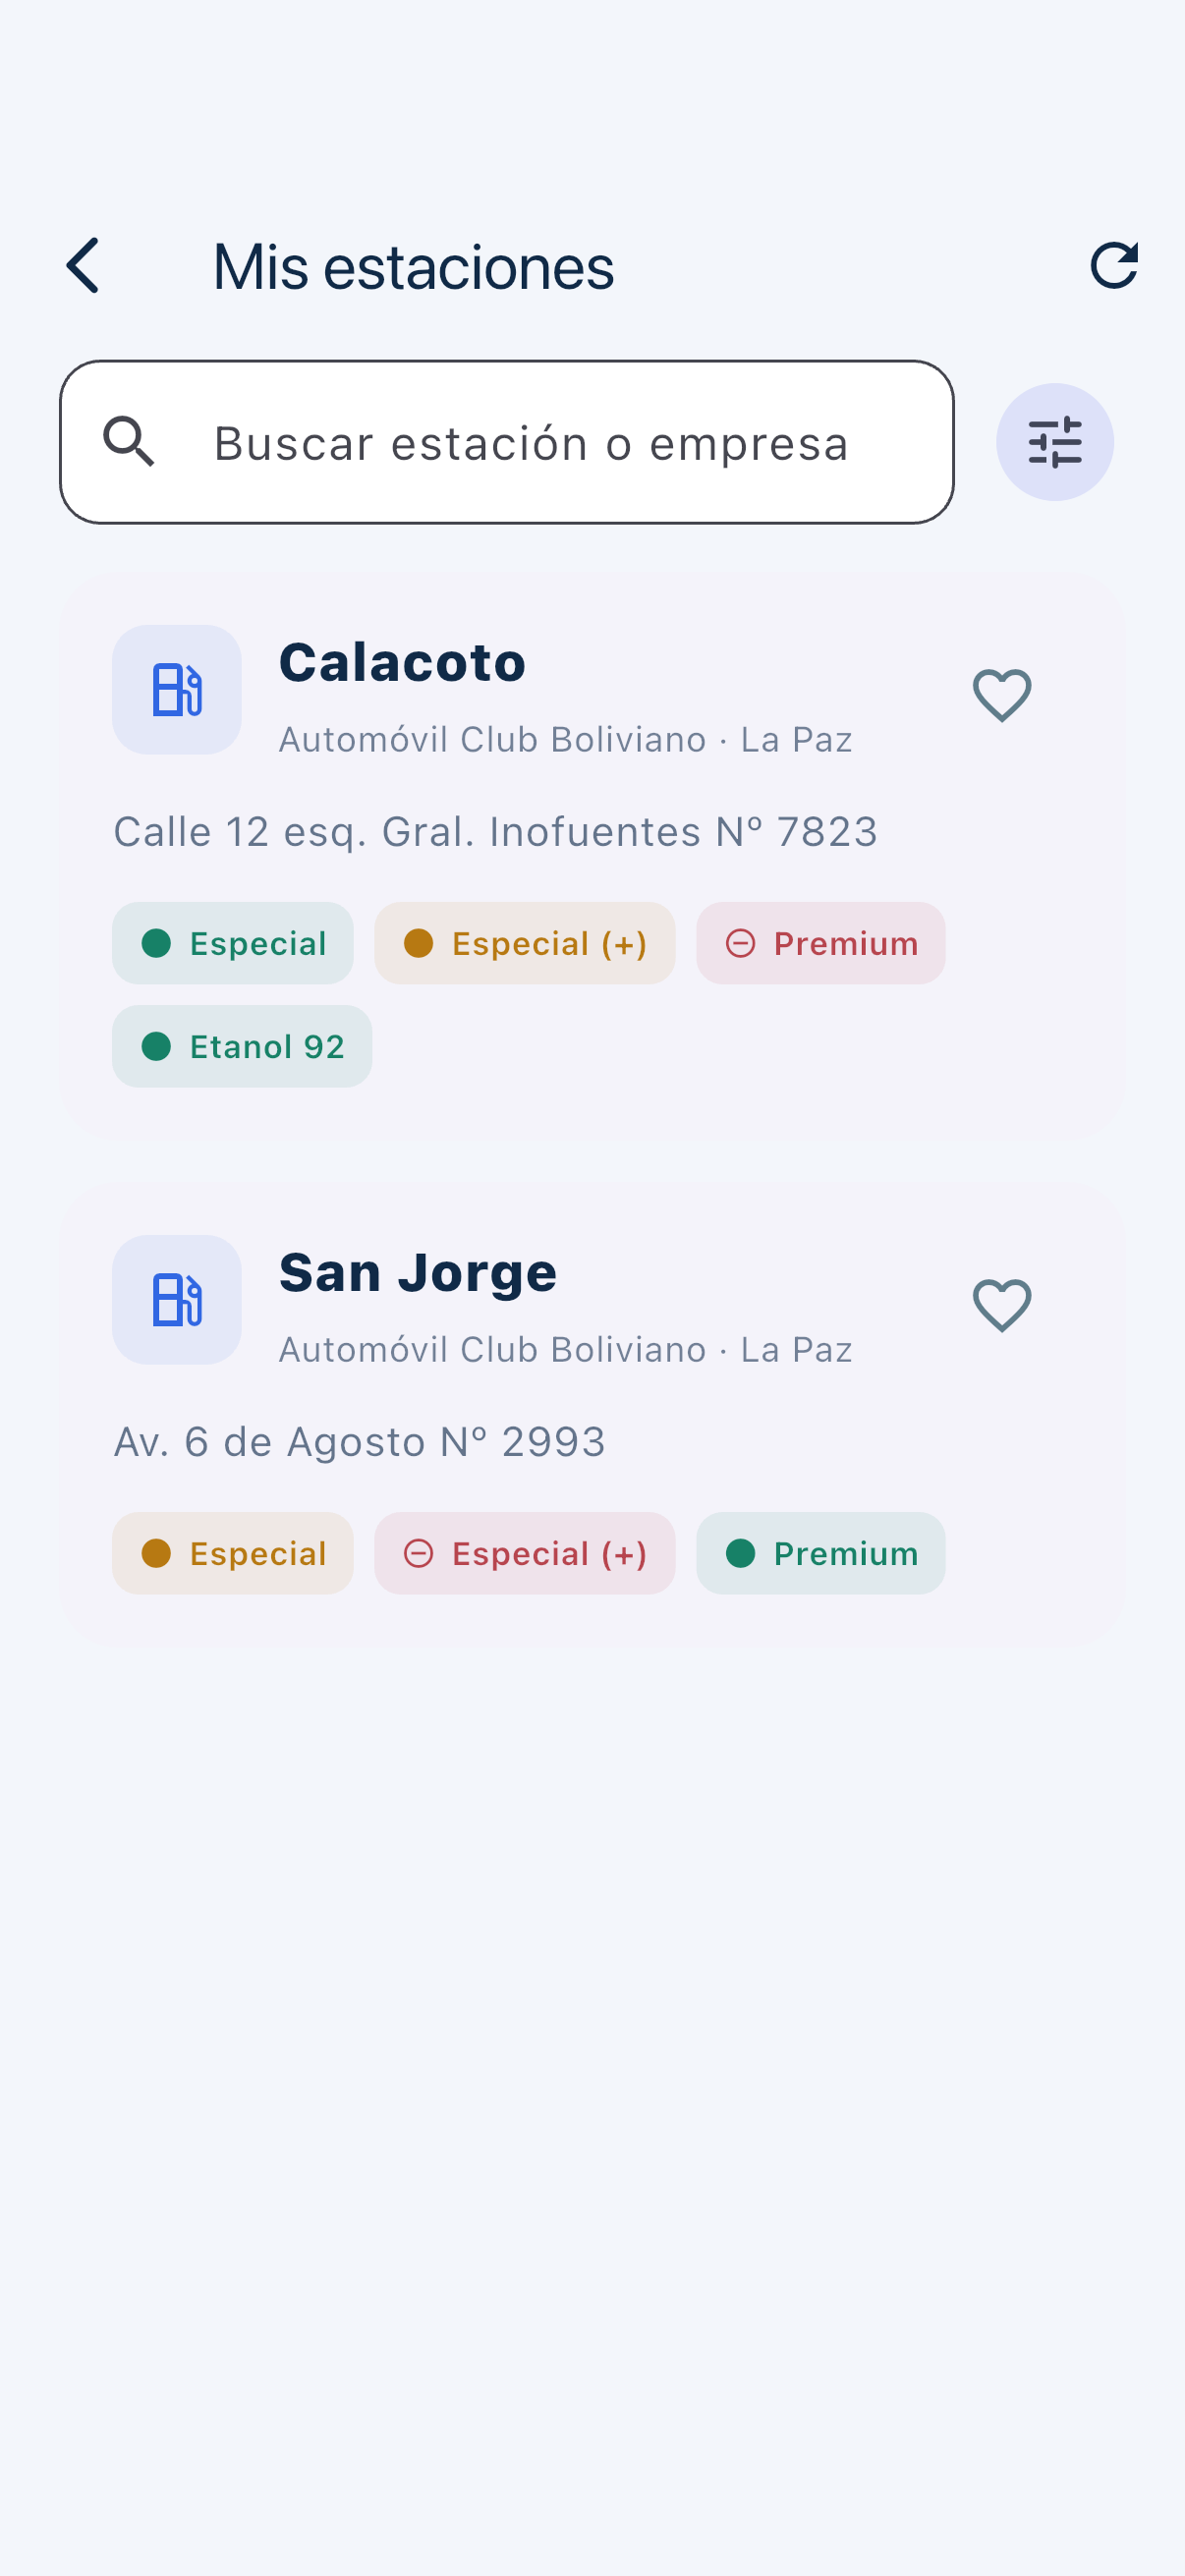 Mis estaciones
Buscar estación o empresa
Calacoto
Automóvil Club Boliviano · La Paz
Calle 12 esq. Gral. Inofuentes Nº 7823
Especial
Especial (+)
Premium
Etanol 92
San Jorge
Automóvil Club Boliviano · La Paz
Av. 6 de Agosto Nº 2993
Especial
Especial (+)
Premium